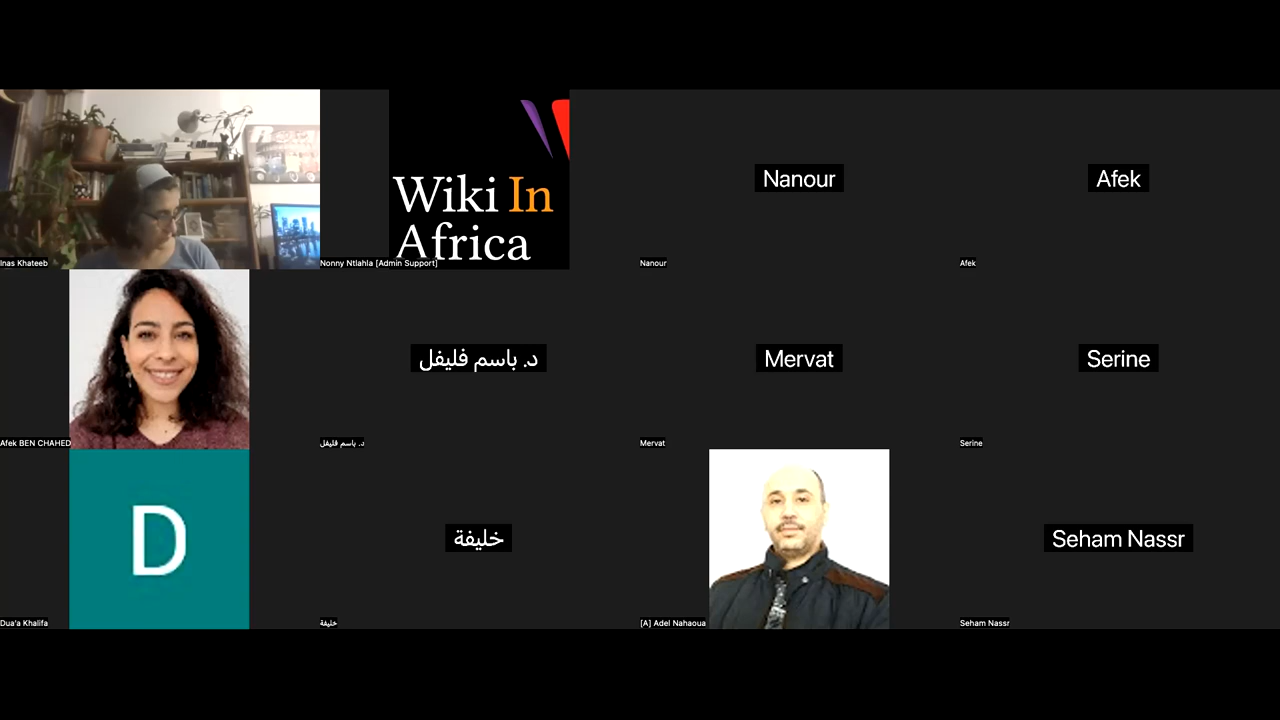 Inas Khateeb
Wiki In
Africa
Nonny Ntlahla [Admin Support]
Nanour
Nanour
Afek
Afek
Afek BEN CHAHED
د. باسم فليفل
د. باسم فليفل
Mervat
Mervat
Serine
Serine
D
Dua'a Khalifa
خليفة
خليفة
[A] Adel Nahaoua
Seham Nassr
Seham Nassr